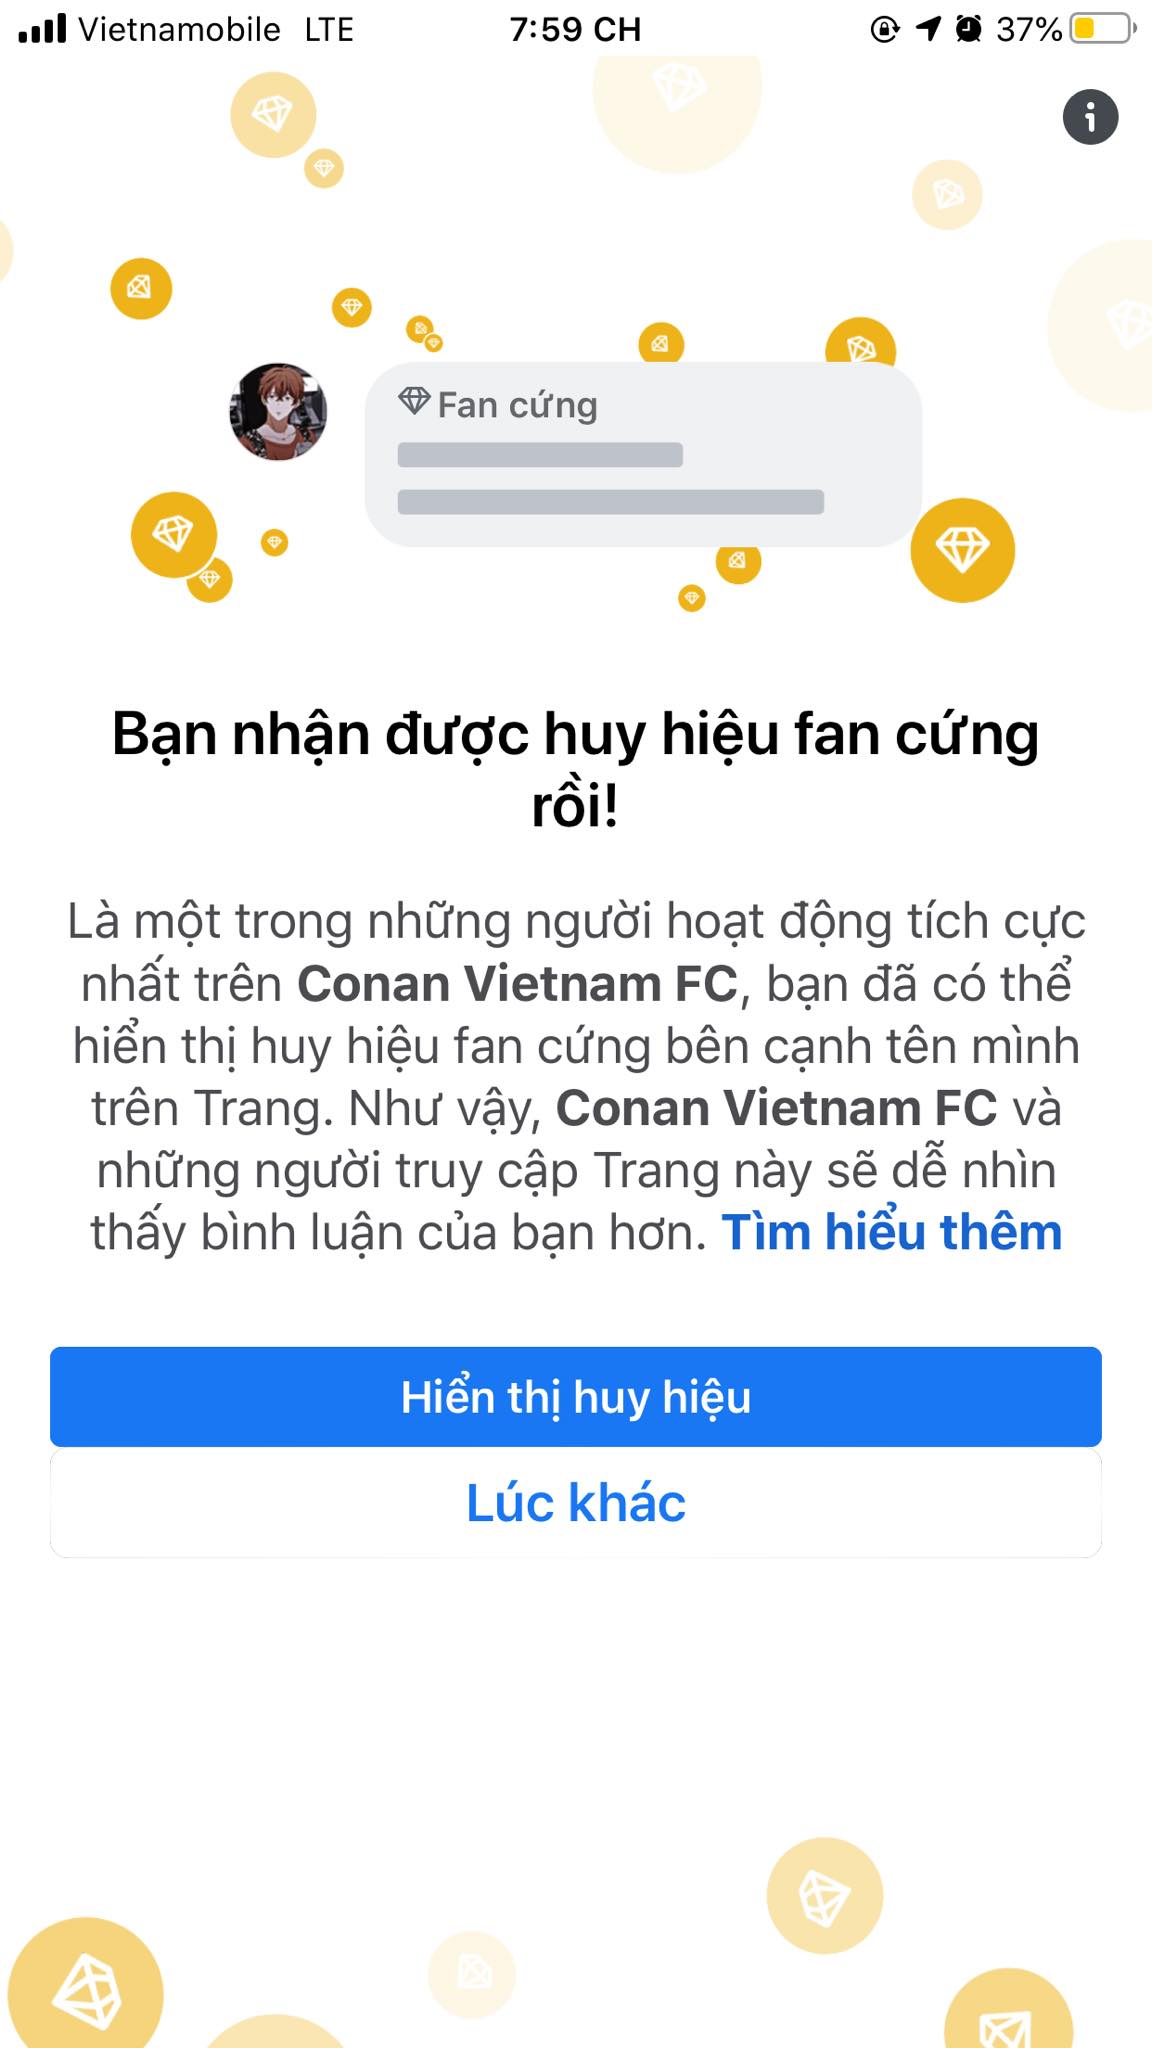 Vietnamobile LTE 7:59 CH 37%
Fan cứng
Bạn nhận được huy hiệu fan cứng
rồi!
Là một trong những người hoạt động tích cực
nhất trên Conan Vietnam FC, bạn đã có thể
hiển thị huy hiệu fan cứng bên cạnh tên mình
trên Trang. Như vậy, Conan Vietnam FC và
những người truy cập Trang này sẽ dễ nhìn
thấy bình luận của bạn hơn. Tìm hiểu thêm
Hiển thị huy hiệu
Lúc khác